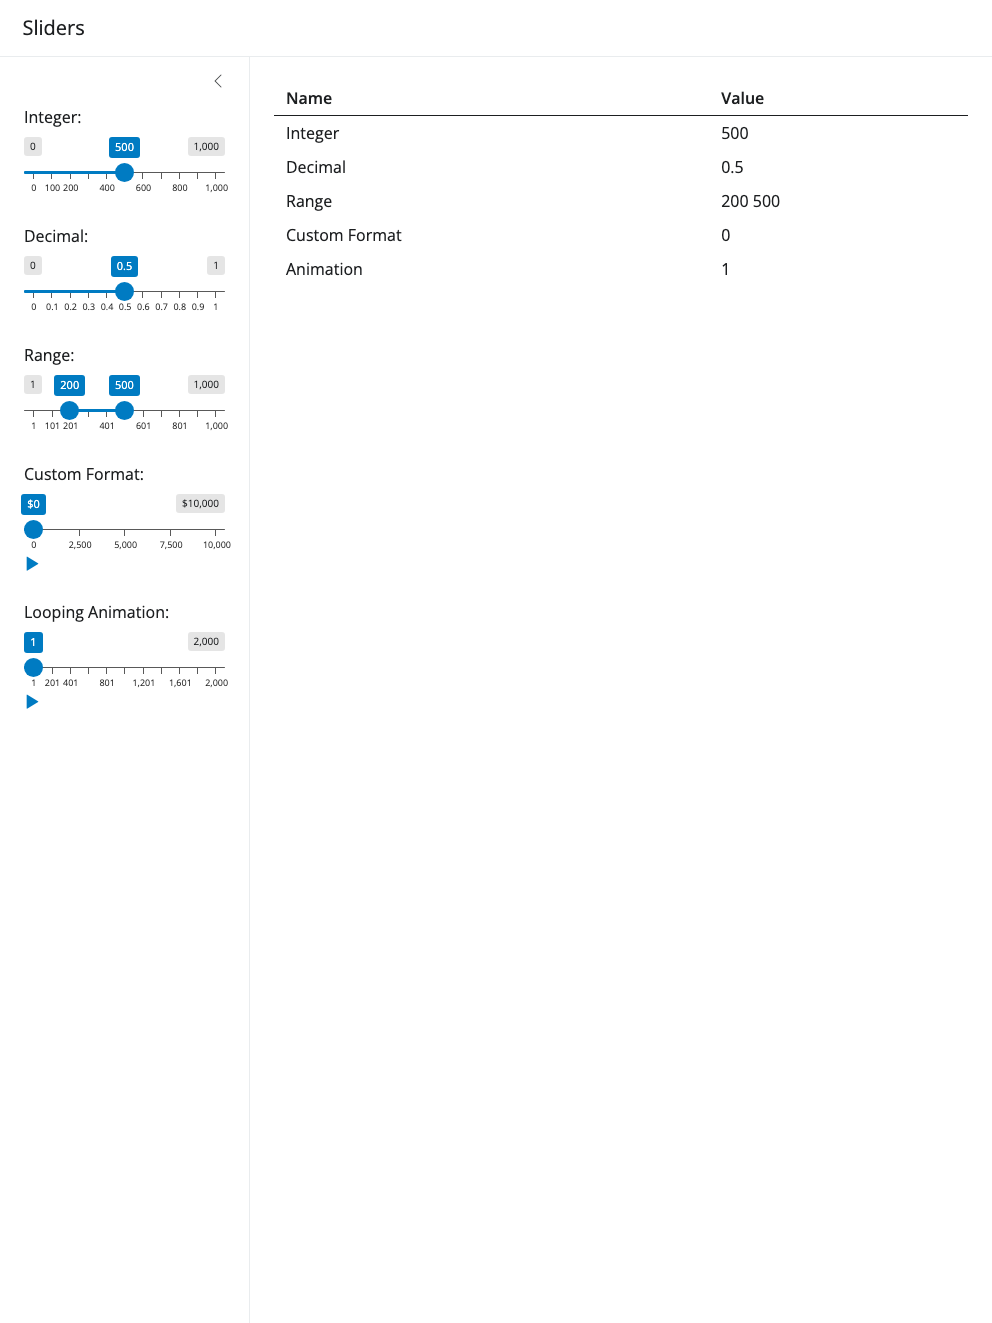 Sliders
Integer:
0 500 1,000
0 100 200 400 600 800 1,000
Decimal:
0 0.5 1
0 0.1 0.2 0.3 0.4 0.5 0.6 0.7 0.8 0.9 1
Range:
1 200 500 1,000
1 101 201 401 601 801 1,000
Custom Format:
$0 $10,000
0 2,500 5,000 7,500 10,000
Looping Animation:
1 2,000
1 201 401 801 1,201 1,601 2,000
Name Value
Integer 500
Decimal 0.5
Range 200 500
Custom Format 0
Animation 1